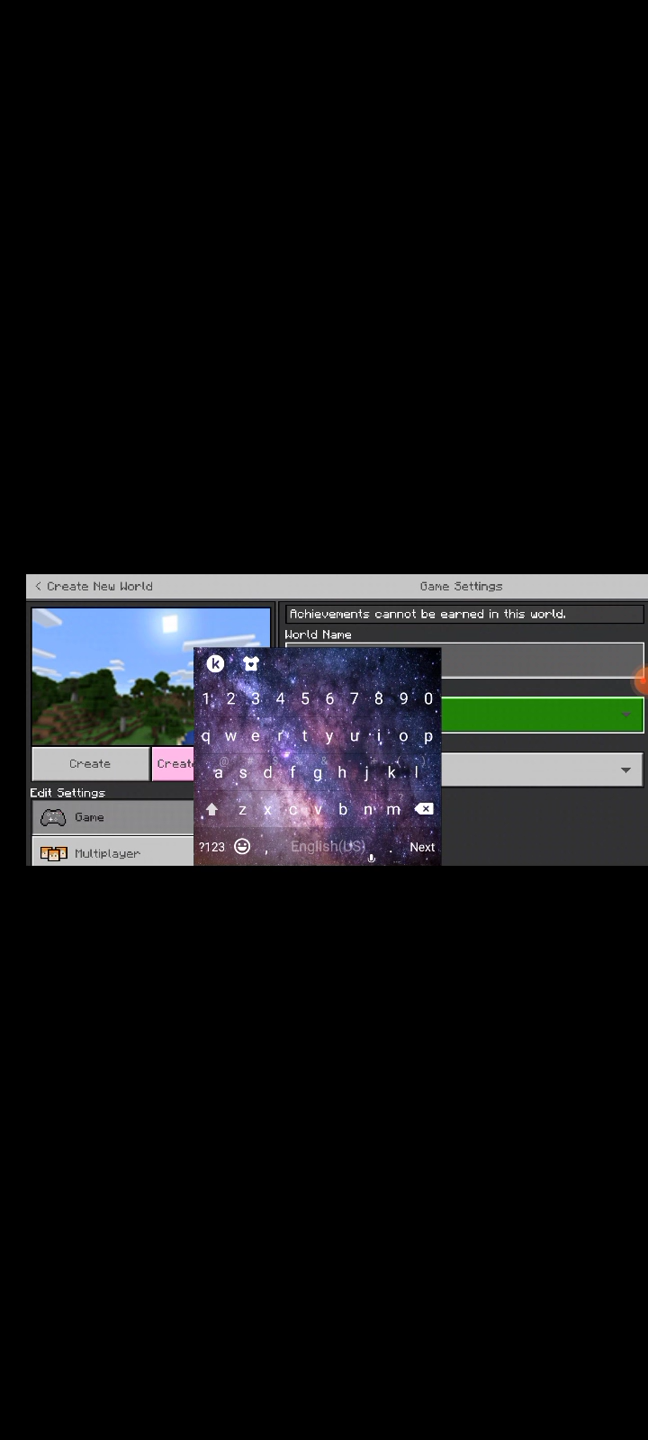 < Create New World
Game Settings
Achievements cannot be earned in this world.
World Name
Create
Creat
Edit Settings
Game
Multiplayer
k
1 2 3 4 5 6 7 8 9 0
q w e r t y u i o p
a s d f g h j k l
z x c v b n m
?123 , English(US) . Next